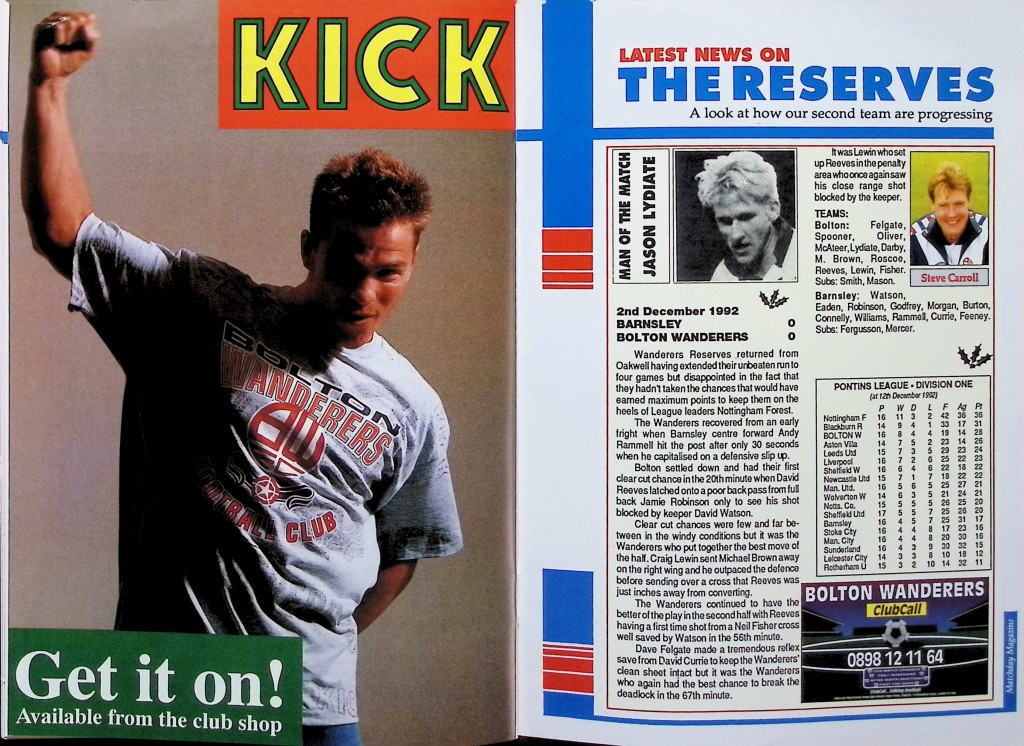 KICK
BOLTON
WANDERERS
FOOTBALL CLUB
Get it on!
Available from the club shop
LATEST NEWS ON
THE RESERVES
A look at how our second team are progressing
MAN OF THE MATCH
JASON LYDIATE
2nd December 1992
BARNSLEY 0
BOLTON WANDERERS 0
Wanderers Reserves returned from
Oakwell having extended their unbeaten run to
four games but disappointed in the fact that
they hadn't taken the chances that would have
earned maximum points to keep them on the
heels of League leaders Nottingham Forest.
The Wanderers recovered from an early
fright when Barnsley centre forward Andy
Rammell hit the post after only 30 seconds
when he capitalised on a defensive slip up.
Bolton settled down and had their first
clear cut chance in the 20th minute when David
Reeves latched onto a poor back pass from full
back Jamie Robinson only to see his shot
blocked by keeper David Watson.
Clear cut chances were few and far be-
tween in the windy conditions but it was the
Wanderers who put together the best move of
the half. Craig Lewin sent Michael Brown away
on the right wing and he outpaced the defence
before sending over a cross that Reeves was
just inches away from converting.
The Wanderers continued to have the
better of the play in the second half with Reeves
having a first time shot from a Neil Fisher cross
well saved by Watson in the 56th minute.
Dave Felgate made a tremendous reflex
save from David Currie to keep the Wanderers'
clean sheet intact but it was the Wanderers
who again had the best chance to break the
deadlock in the 67th minute.
It was Lewin who set
up Reeves in the penalty
area who once again saw
his close range shot
blocked by the keeper.
TEAMS:
Bolton: Felgate,
Spooner, Oliver,
McAteer, Lydiate, Darby,
M. Brown, Roscoe,
Reeves, Lewin, Fisher.
Subs: Smith, Mason.
Steve Carroll
Barnsley: Watson,
Eaden, Robinson, Godfrey, Morgan, Burton,
Connelly, Williams, Rammell, Currie, Feeney.
Subs: Fergusson, Mercer.
PONTINS LEAGUE • DIVISION ONE
(at 12th December 1992)
P W D L F Ag Pt
Nottingham F 16 11 3 2 42 36 36
Blackburn R 14 9 4 1 33 17 31
BOLTON W 16 8 4 4 19 14 28
Aston Villa 14 7 5 2 23 14 26
Leeds Utd 15 7 3 5 29 23 24
Liverpool 16 7 2 6 25 22 23
Sheffield W 16 6 4 6 22 18 22
Newcastle Utd 15 7 1 7 18 22 22
Man. Utd. 16 5 6 5 25 27 21
Wolverton W 14 6 3 5 21 24 21
Notts. Co. 15 5 5 5 26 25 20
Sheffield Utd 17 5 5 7 25 26 20
Barnsley 16 4 5 7 25 31 17
Stoke City 16 4 4 8 17 23 16
Man. City 16 4 4 8 20 30 16
Sunderland 16 4 3 9 30 32 15
Leicester City 14 3 3 8 10 18 12
Rotherham U 15 3 2 10 14 32 11
BOLTON WANDERERS
ClubCall
0898 12 11 64
Matchday Magazine